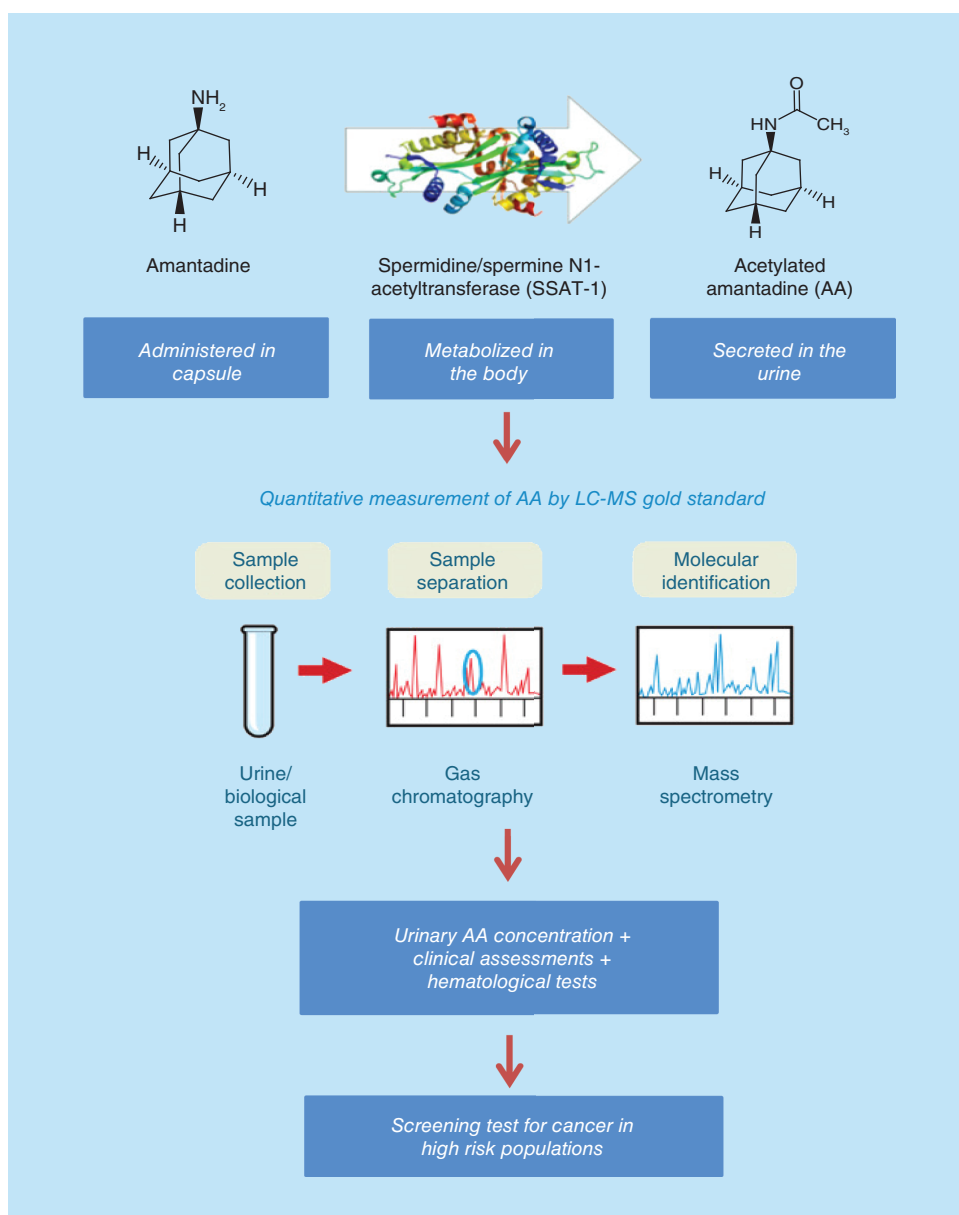 NH2
H
H
H
Amantadine
Spermidine/spermine N1-
acetyltransferase (SSAT-1)
O
HN
CH3
H
H
H
Acetylated
amantadine (AA)
Administered in
capsule
Metabolized in
the body
Secreted in the
urine
Quantitative measurement of AA by LC-MS gold standard
Sample
collection
Sample
separation
Molecular
identification
Urine/
biological
sample
Gas
chromatography
Mass
spectrometry
Urinary AA concentration +
clinical assessments +
hematological tests
Screening test for cancer in
high risk populations